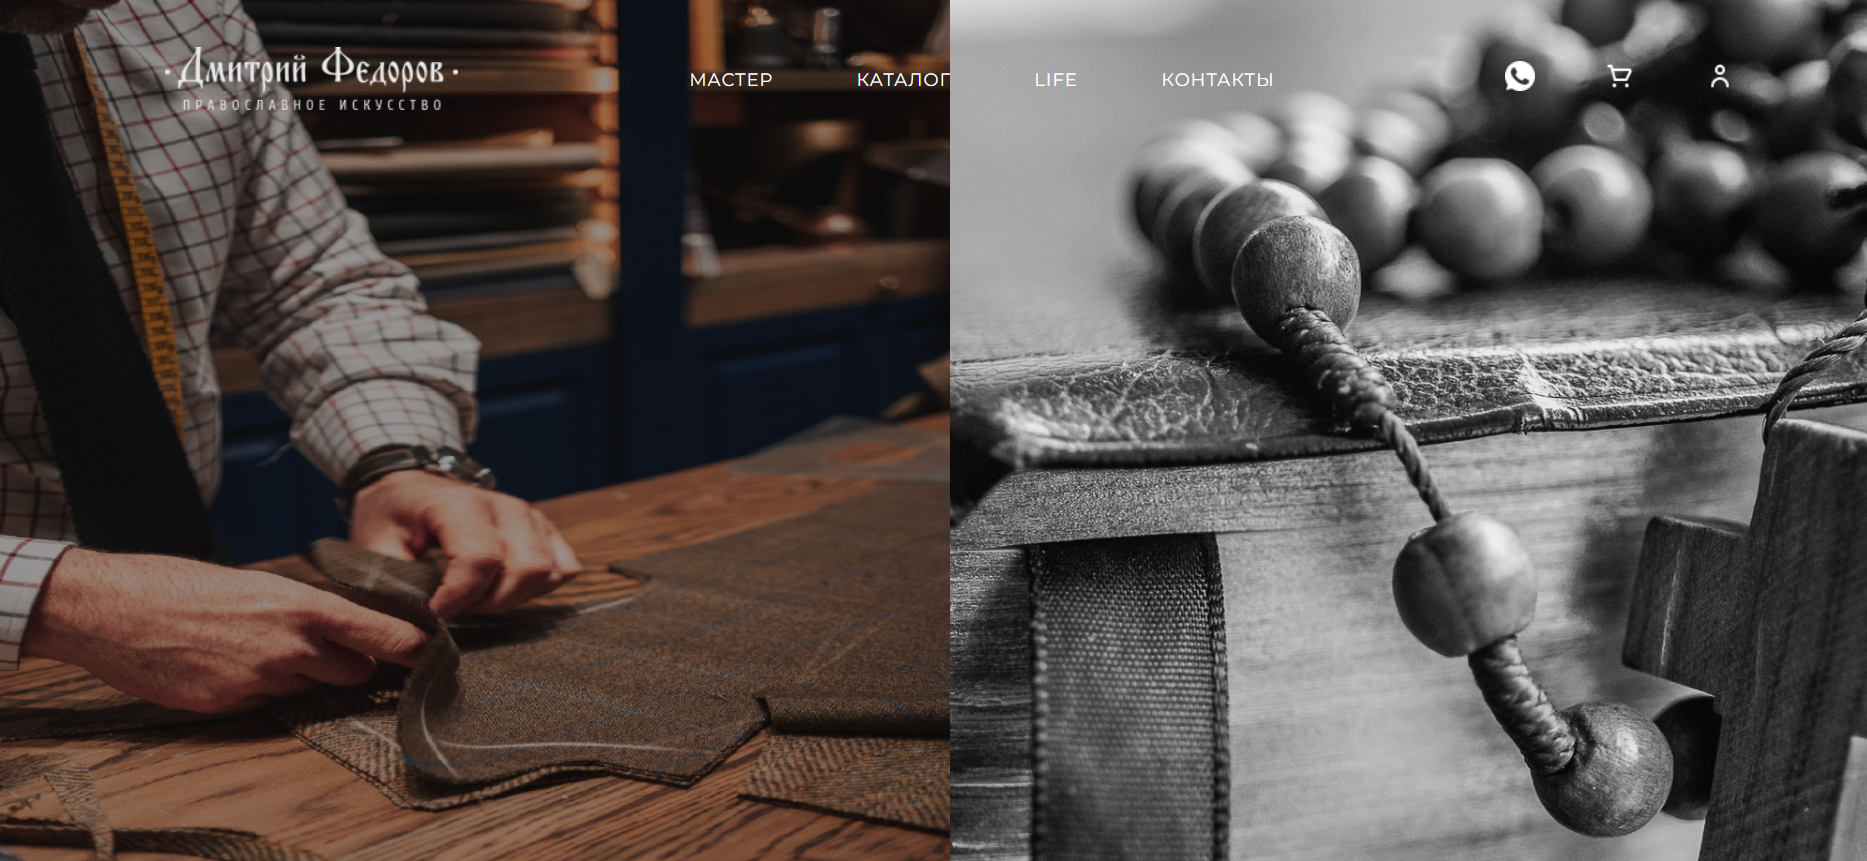 Дмитрий Федоров
ПРАВОСЛАВНОЕ ИСКУССТВО
МАСТЕР
КАТАЛОГ
LIFE
КОНТАКТЫ